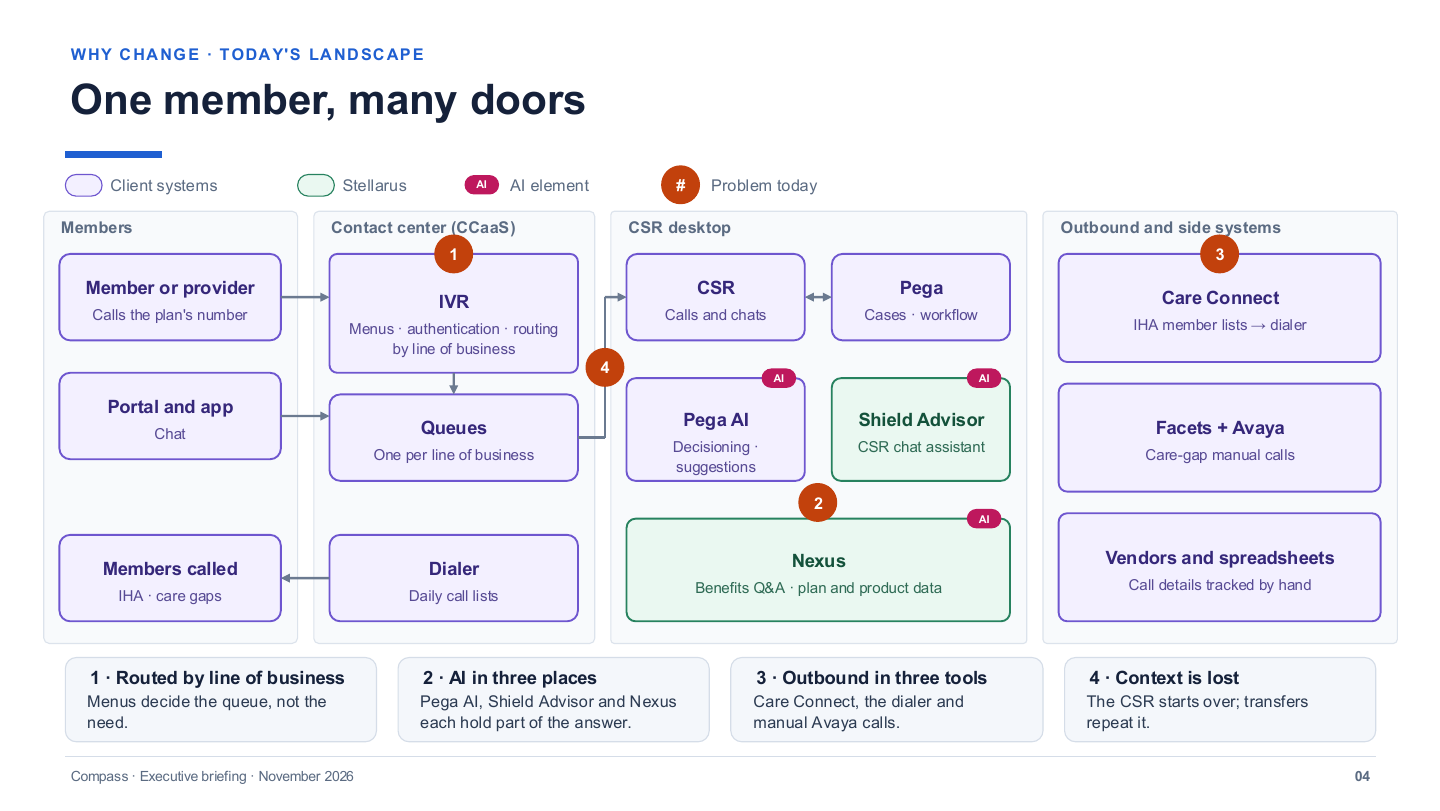 WHY CHANGE · TODAY'S LANDSCAPE
One member, many doors
Client systems
Stellarus
AI
AI element
#
Problem today
Members
Member or provider
Calls the plan's number
Portal and app
Chat
Members called
IHA · care gaps
Contact center (CCaaS)
1
IVR
Menus · authentication · routing
by line of business
Queues
One per line of business
Dialer
Daily call lists
4
CSR desktop
CSR
Calls and chats
Pega
Cases · workflow
AI
Pega AI
Decisioning ·
suggestions
AI
Shield Advisor
CSR chat assistant
2
AI
Nexus
Benefits Q&A · plan and product data
Outbound and side systems
3
Care Connect
IHA member lists → dialer
Facets + Avaya
Care-gap manual calls
Vendors and spreadsheets
Call details tracked by hand
1 · Routed by line of business
Menus decide the queue, not the
need.
2 · AI in three places
Pega AI, Shield Advisor and Nexus
each hold part of the answer.
3 · Outbound in three tools
Care Connect, the dialer and
manual Avaya calls.
4 · Context is lost
The CSR starts over; transfers
repeat it.
Compass · Executive briefing · November 2026
04